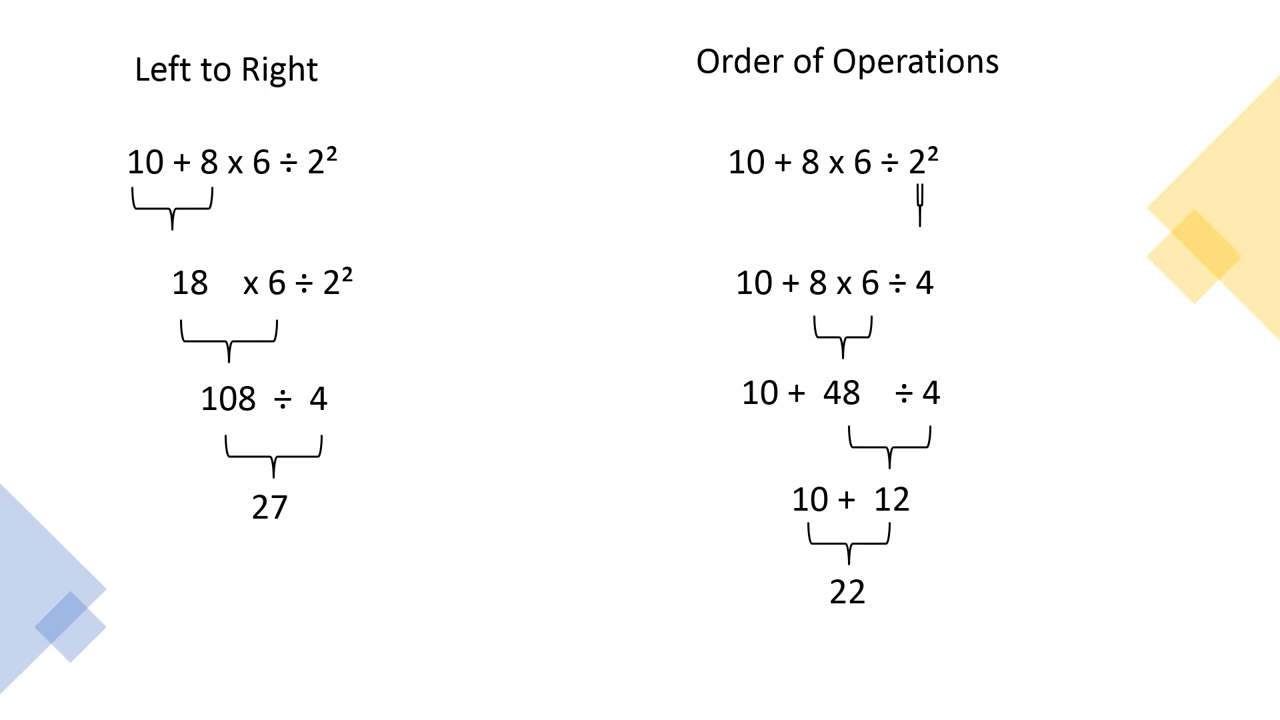 Left to Right
10 + 8 x 6 ÷ 2²
18 x 6 ÷ 2²
108 ÷ 4
27
Order of Operations
10 + 8 x 6 ÷ 2²
10 + 8 x 6 ÷ 4
10 + 48 ÷ 4
10 + 12
22